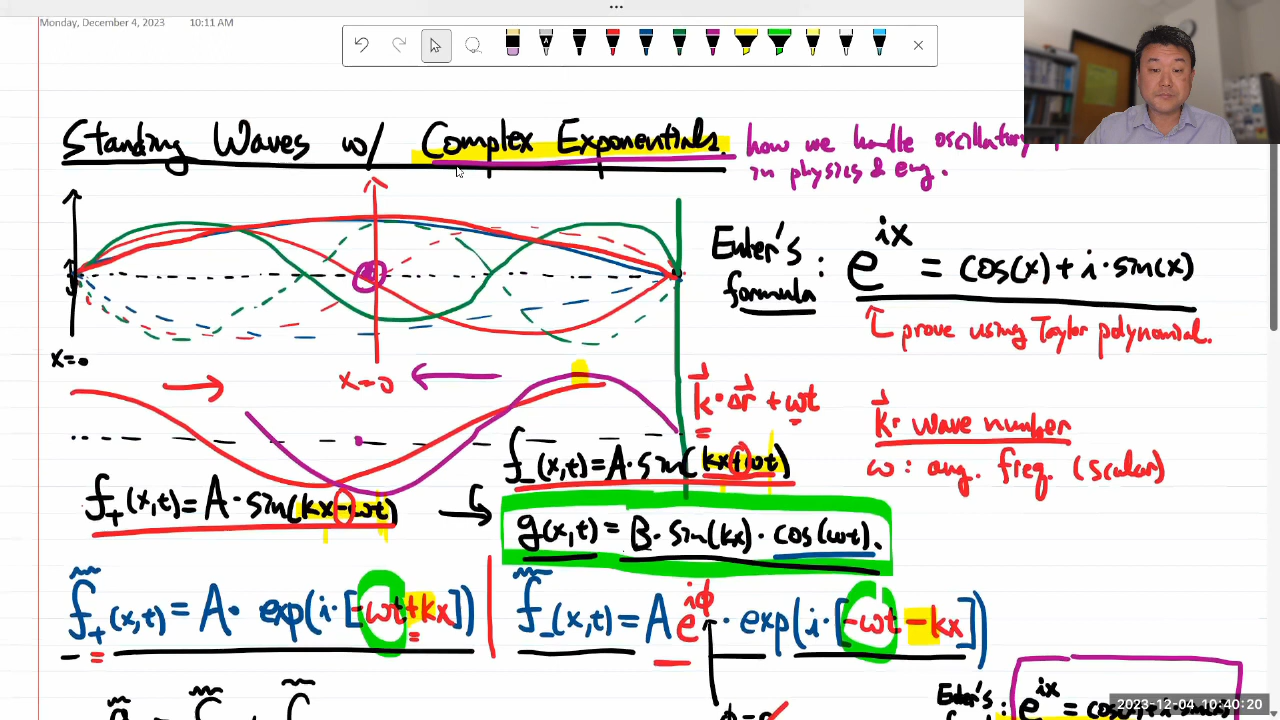 Monday, December 4, 2023 10:11 AM
Standing Waves w/ Complex Exponentials.
how we handle oscillatory
in physics & eng.
Euler's
formula : e^{ix} = cos(x) + i·sin(x)
prove using Taylor polynomial.
x=0
x=0
k⃗·Δr⃗ + ωt
k⃗: wave number
ω: ang. freq. (scalar)
f_-(x,t) = A·sin(kx+ωt)
f_+(x,t) = A·sin(kx-ωt)
g(x,t) = B·sin(kx)·cos(ωt).
f̃_+(x,t) = A·exp(i·[-ωt+kx])
f̃_-(x,t) = A e^{iϕ}·exp(i·[-ωt-kx])
Euler's
e^{ix} = cos
2023-12-04 10:40:20